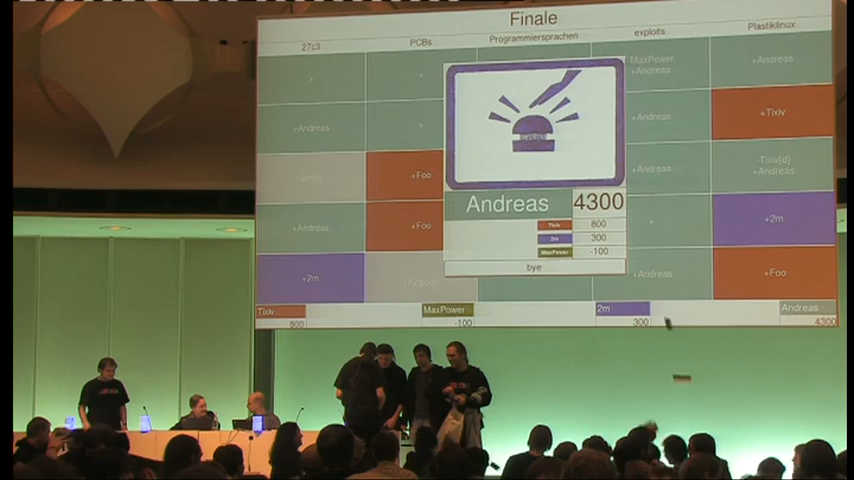 Finale
27c3
PCBs
Programmiersprachen
exploits
Plastiklinux
+
+
-MaxPower
+Andreas
+Andreas
+Andreas
+
+Andreas
+Tixiv
+Foo
+Andreas
-Tixiv[d]
+Andreas
+Andreas
+Foo
+
+2m
+2m
+Nobody
+Andreas
+Foo
Andreas 4300
Tixiv 800
2m 300
MaxPower -100
bye
Tixiv
800
MaxPower
-100
2m
300
Andreas
4300